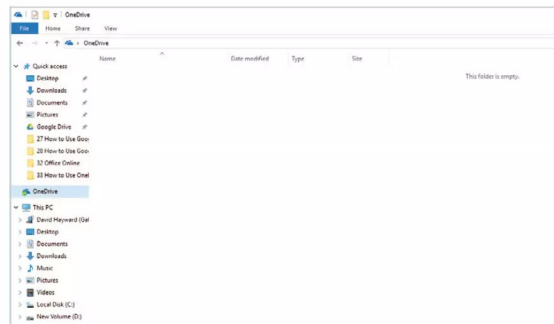 OneDrive
File Home Share View
OneDrive
Name Date modified Type Size
This folder is empty.
Quick access
Desktop
Downloads
Documents
Pictures
Google Drive
27 How to Use Goo
28 How to Use Goo
32 Office Online
33 How to Use Onel
OneDrive
This PC
David Hayward (Gal
Desktop
Documents
Downloads
Music
Pictures
Videos
Local Disk (C:)
New Volume (D:)